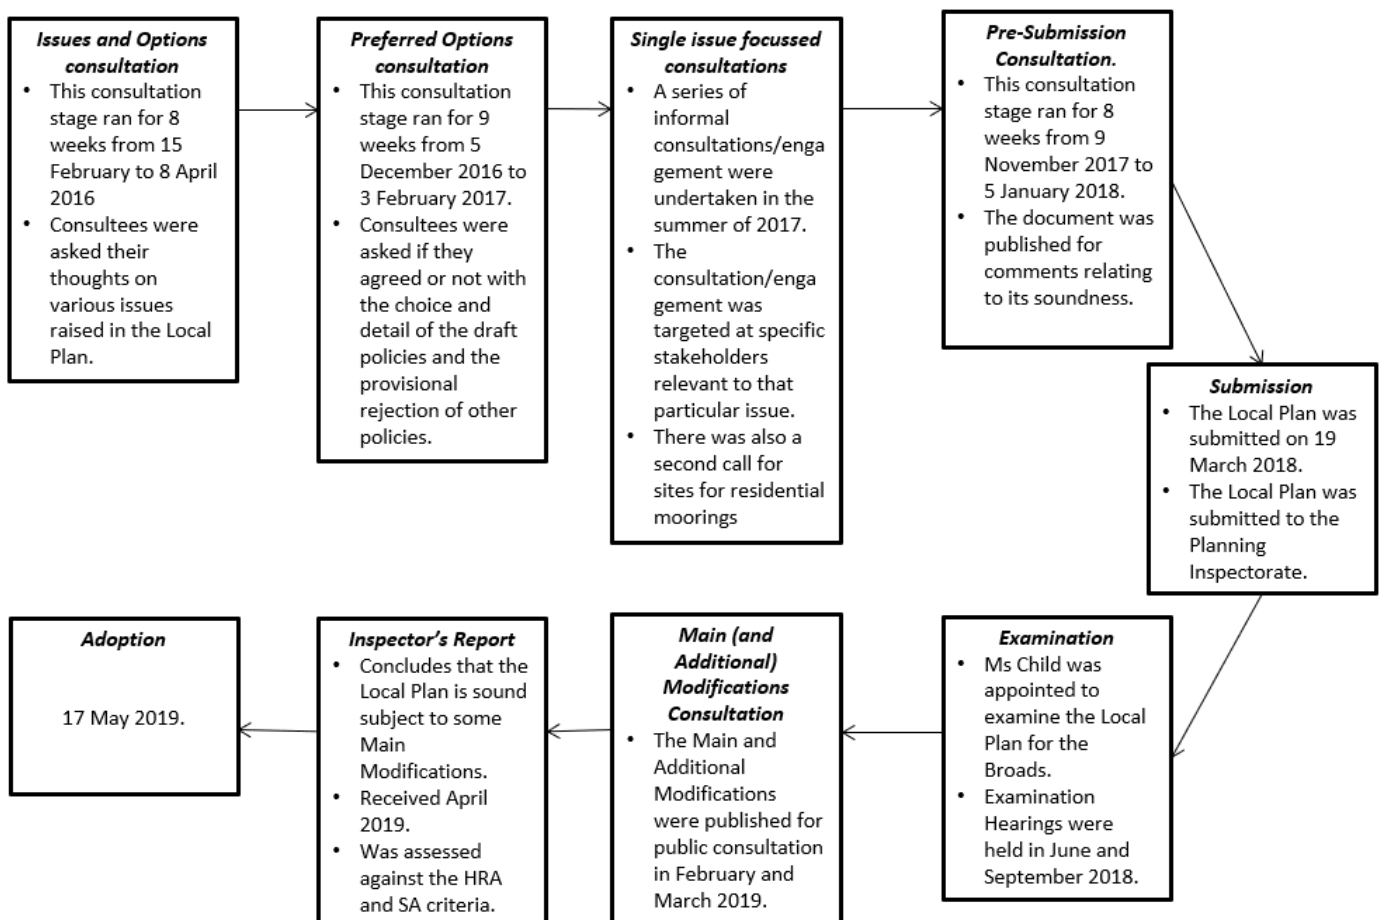 Issues and Options
consultation
• This consultation
stage ran for 8
weeks from 15
February to 8 April
2016
• Consultees were
asked their
thoughts on
various issues
raised in the Local
Plan.
Preferred Options
consultation
• This consultation
stage ran for 9
weeks from 5
December 2016 to
3 February 2017.
• Consultees were
asked if they
agreed or not with
the choice and
detail of the draft
policies and the
provisional
rejection of other
policies.
Single issue focussed
consultations
• A series of
informal
consultations/enga
gement were
undertaken in the
summer of 2017.
• The
consultation/enga
gement was
targeted at specific
stakeholders
relevant to that
particular issue.
• There was also a
second call for
sites for residential
moorings
Pre-Submission
Consultation.
• This consultation
stage ran for 8
weeks from 9
November 2017 to
5 January 2018.
• The document was
published for
comments relating
to its soundness.
Submission
• The Local Plan was
submitted on 19
March 2018.
• The Local Plan was
submitted to the
Planning
Inspectorate.
Examination
• Ms Child was
appointed to
examine the Local
Plan for the
Broads.
• Examination
Hearings were
held in June and
September 2018.
Main (and
Additional)
Modifications
Consultation
• The Main and
Additional
Modifications
were published for
public consultation
in February and
March 2019.
Inspector's Report
• Concludes that the
Local Plan is sound
subject to some
Main
Modifications.
• Received April
2019.
• Was assessed
against the HRA
and SA criteria.
Adoption
17 May 2019.